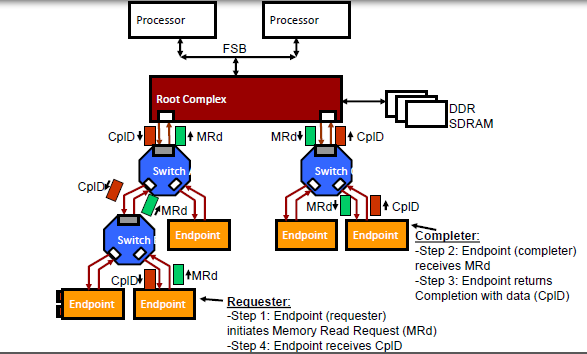 Processor
Processor
FSB
Root Complex
DDR
SDRAM
CplD
MRd
MRd
CplD
Switch A
Switch
CplD
MRd
MRd
CplD
Switch
Endpoint
Endpoint
Endpoint
CplD
MRd
Endpoint
Endpoint
Completer:
-Step 2: Endpoint (completer)
receives MRd
-Step 3: Endpoint returns
Completion with data (CplD)
Requester:
-Step 1: Endpoint (requester)
initiates Memory Read Request (MRd)
-Step 4: Endpoint receives CplD